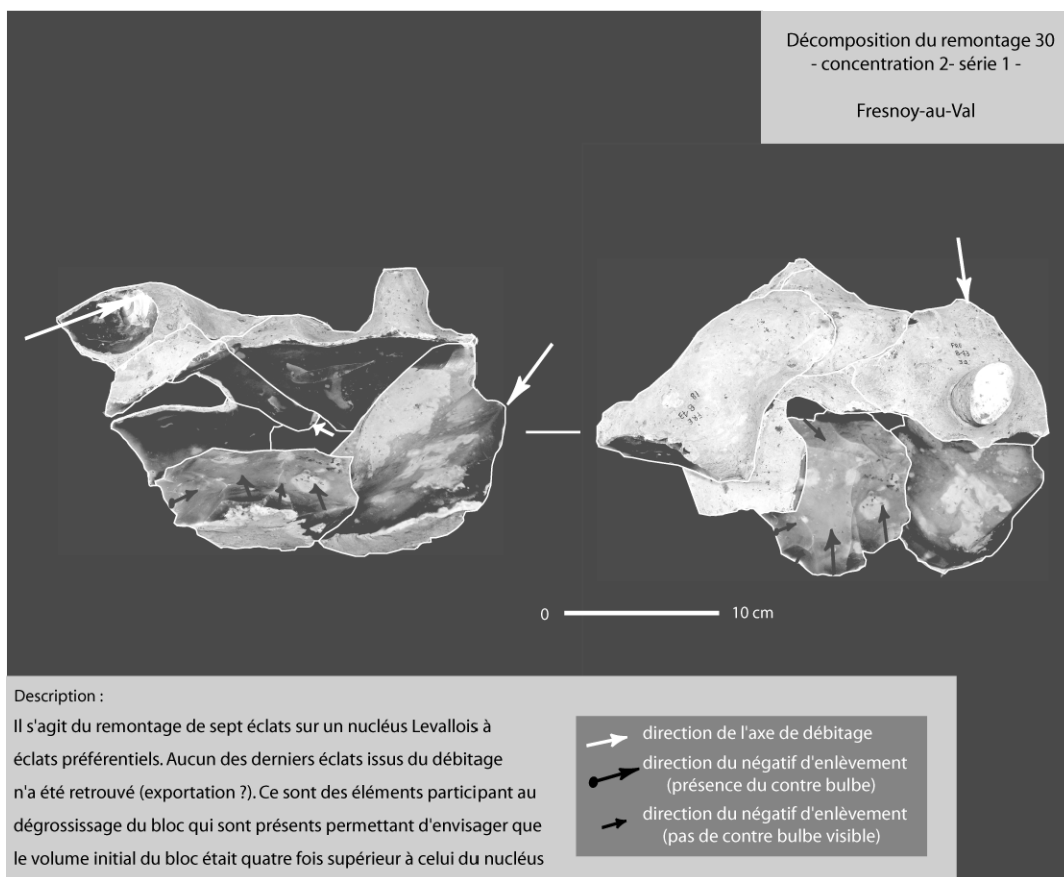 Décomposition du remontage 30
- concentration 2- série 1 -
Fresnoy-au-Val
0
10 cm
Description :
Il s'agit du remontage de sept éclats sur un nucléus Levallois à
éclats préférentiels. Aucun des derniers éclats issus du débitage
n'a été retrouvé (exportation ?). Ce sont des éléments participant au
dégrossissage du bloc qui sont présents permettant d'envisager que
le volume initial du bloc était quatre fois supérieur à celui du nucléus
direction de l'axe de débitage
direction du négatif d'enlèvement
(présence du contre bulbe)
direction du négatif d'enlèvement
(pas de contre bulbe visible)